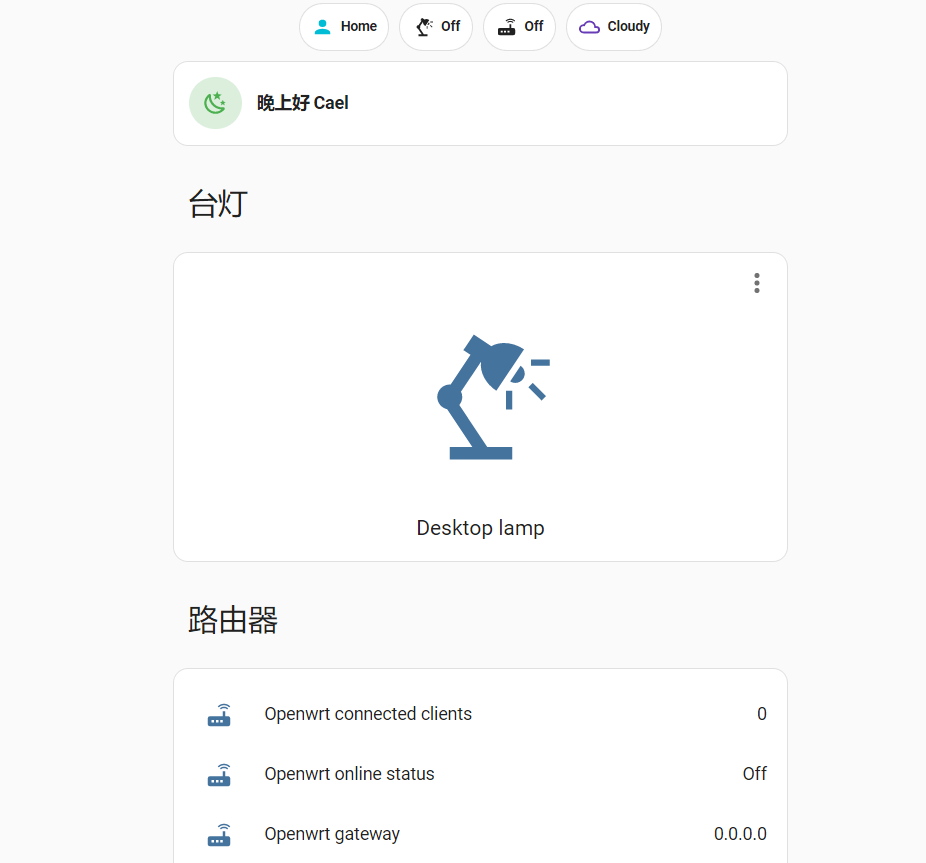 Home Off Off Cloudy
晚上好 Cael
台灯
Desktop lamp
路由器
Openwrt connected clients 0
Openwrt online status Off
Openwrt gateway 0.0.0.0